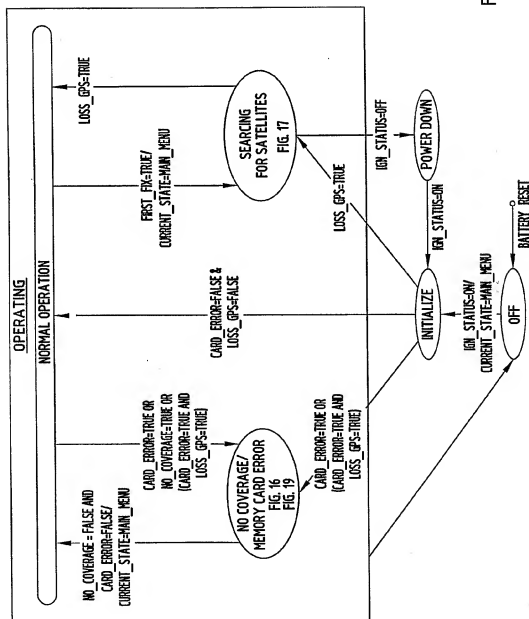 OPERATING
NORMAL OPERATION
LOSS_GPS=TRUE
FIRST_FIX=TRUE/
CURRENT_STATE=MAIN_MENU
SEARCING
FOR SATELLITES
FIG. 17
CARD_ERROR=FALSE &
LOSS_GPS=FALSE
CARD_ERROR=TRUE OR
NO_COVERAGE=TRUE OR
(CARD_ERROR=TRUE AND
LOSS_GPS=TRUE)
NO_COVERAGE = FALSE AND
CARD_ERROR=FALSE/
CURRENT_STATE=MAIN_MENU
NO COVERAGE/
MEMORY CARD ERROR
FIG. 16
FIG. 19
CARD_ERROR=TRUE OR
(CARD_ERROR=TRUE AND
LOSS_GPS=TRUE)
LOSS_GPS=TRUE
IGN_STATUS=OFF
POWER DOWN
IGN_STATUS=ON
INITIALIZE
IGN_STATUS=ON/
CURRENT_STATE=MAIN_MENU
OFF
BATTERY_RESET